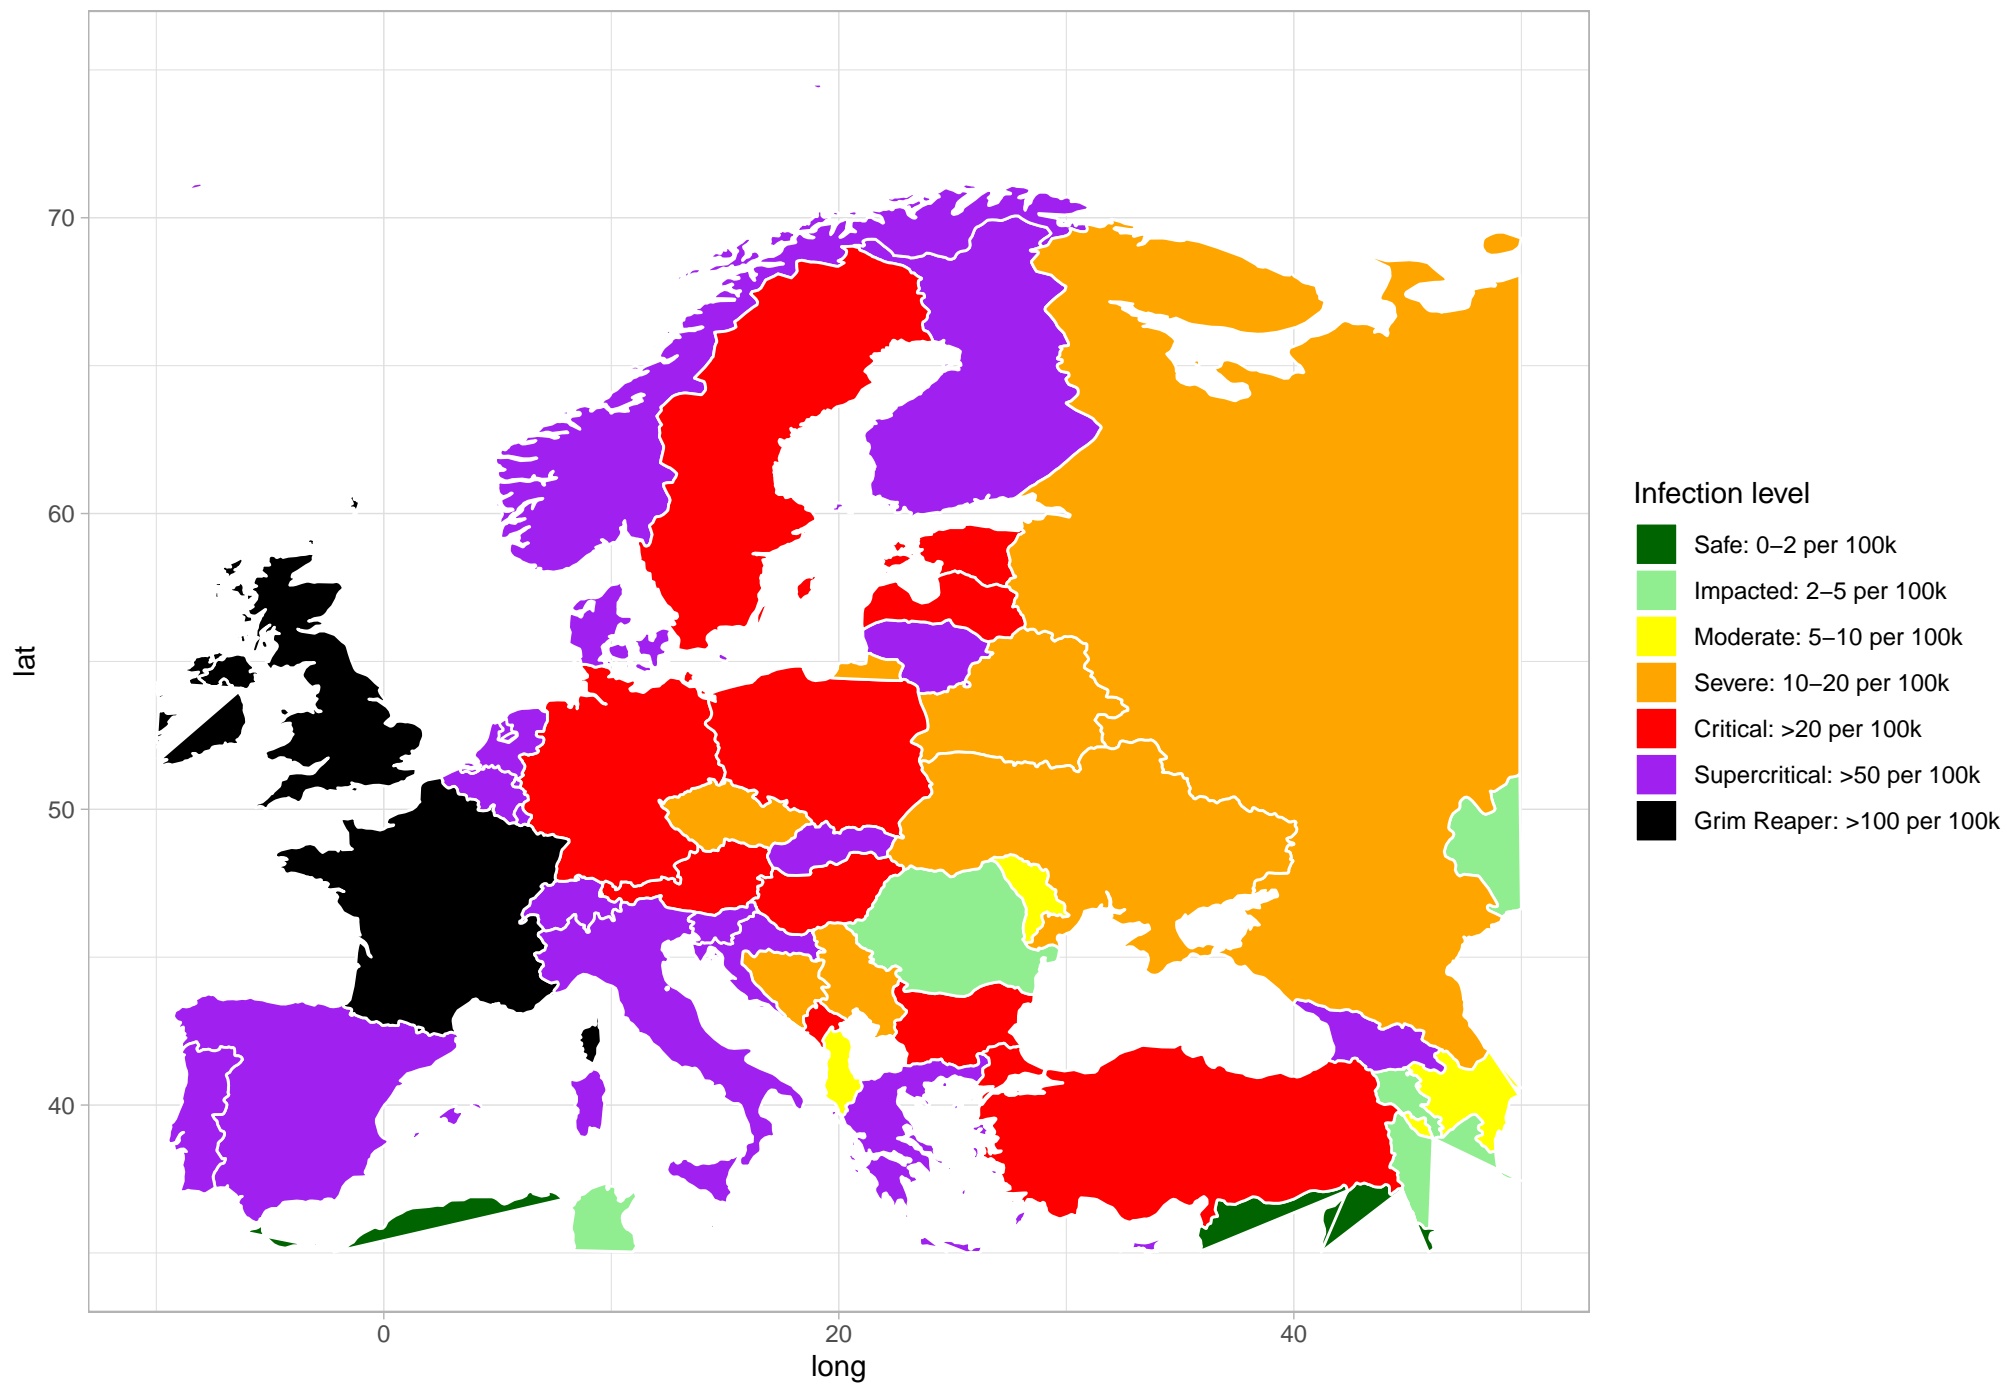 70
60
50
40
lat
0
20
40
long
Infection level
Safe: 0−2 per 100k
Impacted: 2−5 per 100k
Moderate: 5−10 per 100k
Severe: 10−20 per 100k
Critical: >20 per 100k
Supercritical: >50 per 100k
Grim Reaper: >100 per 100k